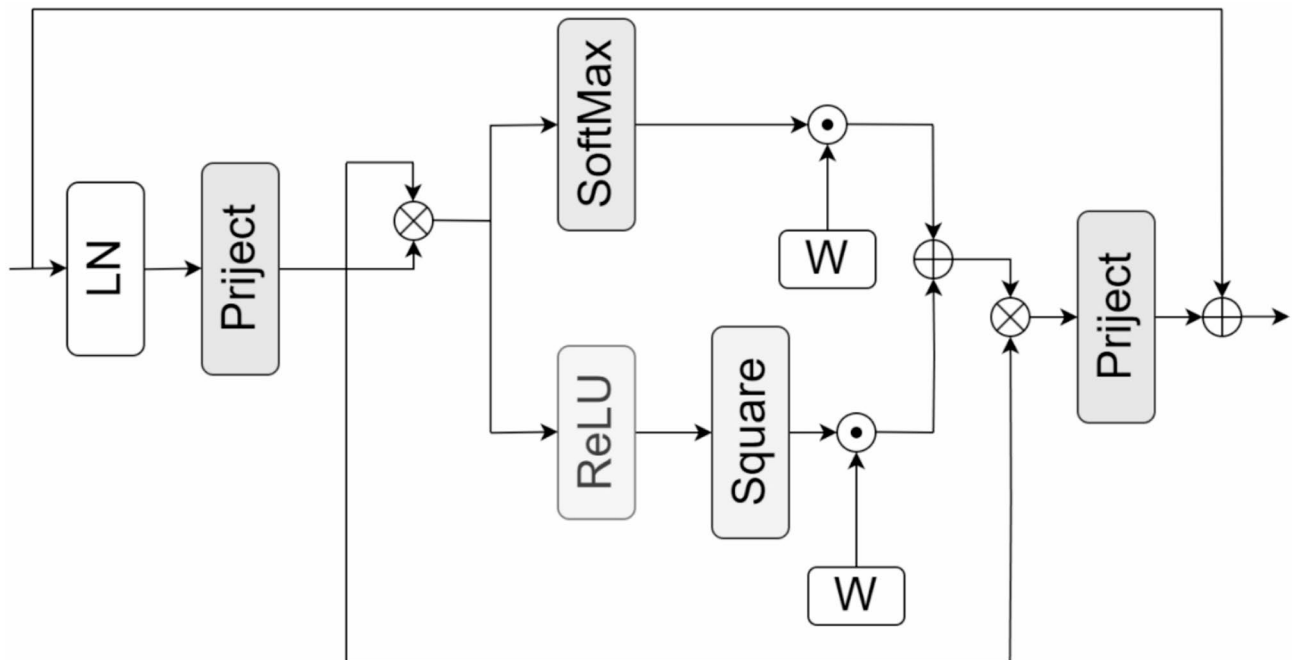 LN
Priject
SoftMax
W
ReLU
Square
W
Priject